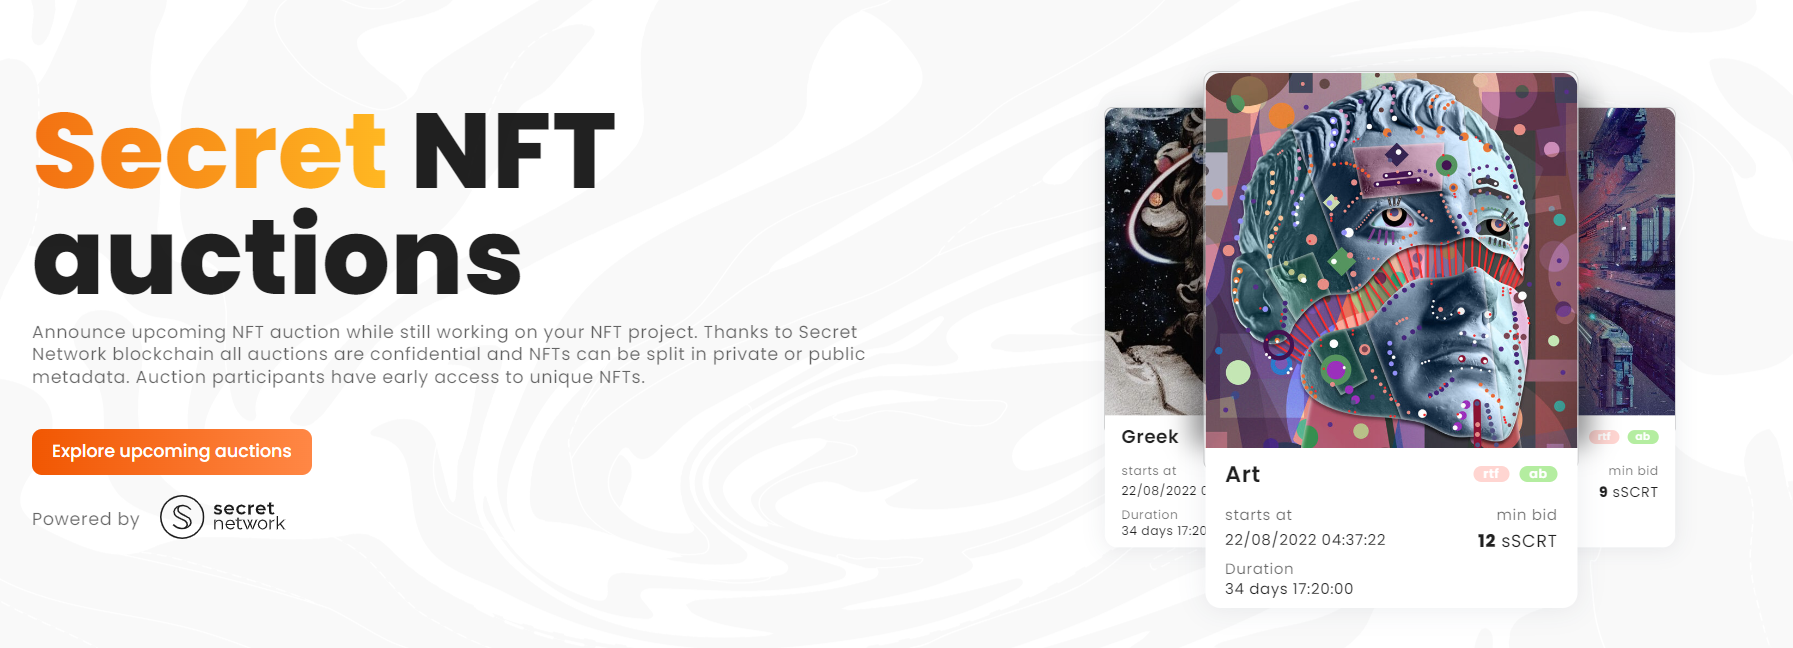 Secret NFT
auctions
Announce upcoming NFT auction while still working on your NFT project. Thanks to Secret
Network blockchain all auctions are confidential and NFTs can be split in private or public
metadata. Auction participants have early access to unique NFTs.
Explore upcoming auctions
Powered by
secret
network
Greek
starts at
22/08/2022 0
Duration
34 days 17:20
Art
rtf ab
starts at
min bid
22/08/2022 04:37:22
12 sSCRT
Duration
34 days 17:20:00
rtf ab
min bid
9 sSCRT